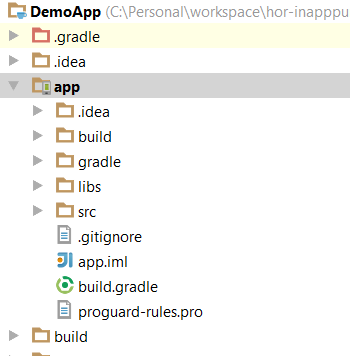 DemoApp (C:\Personal\workspace\hor-inapppu
.gradle
.idea
app
.idea
build
gradle
libs
src
.gitignore
app.iml
build.gradle
proguard-rules.pro
build